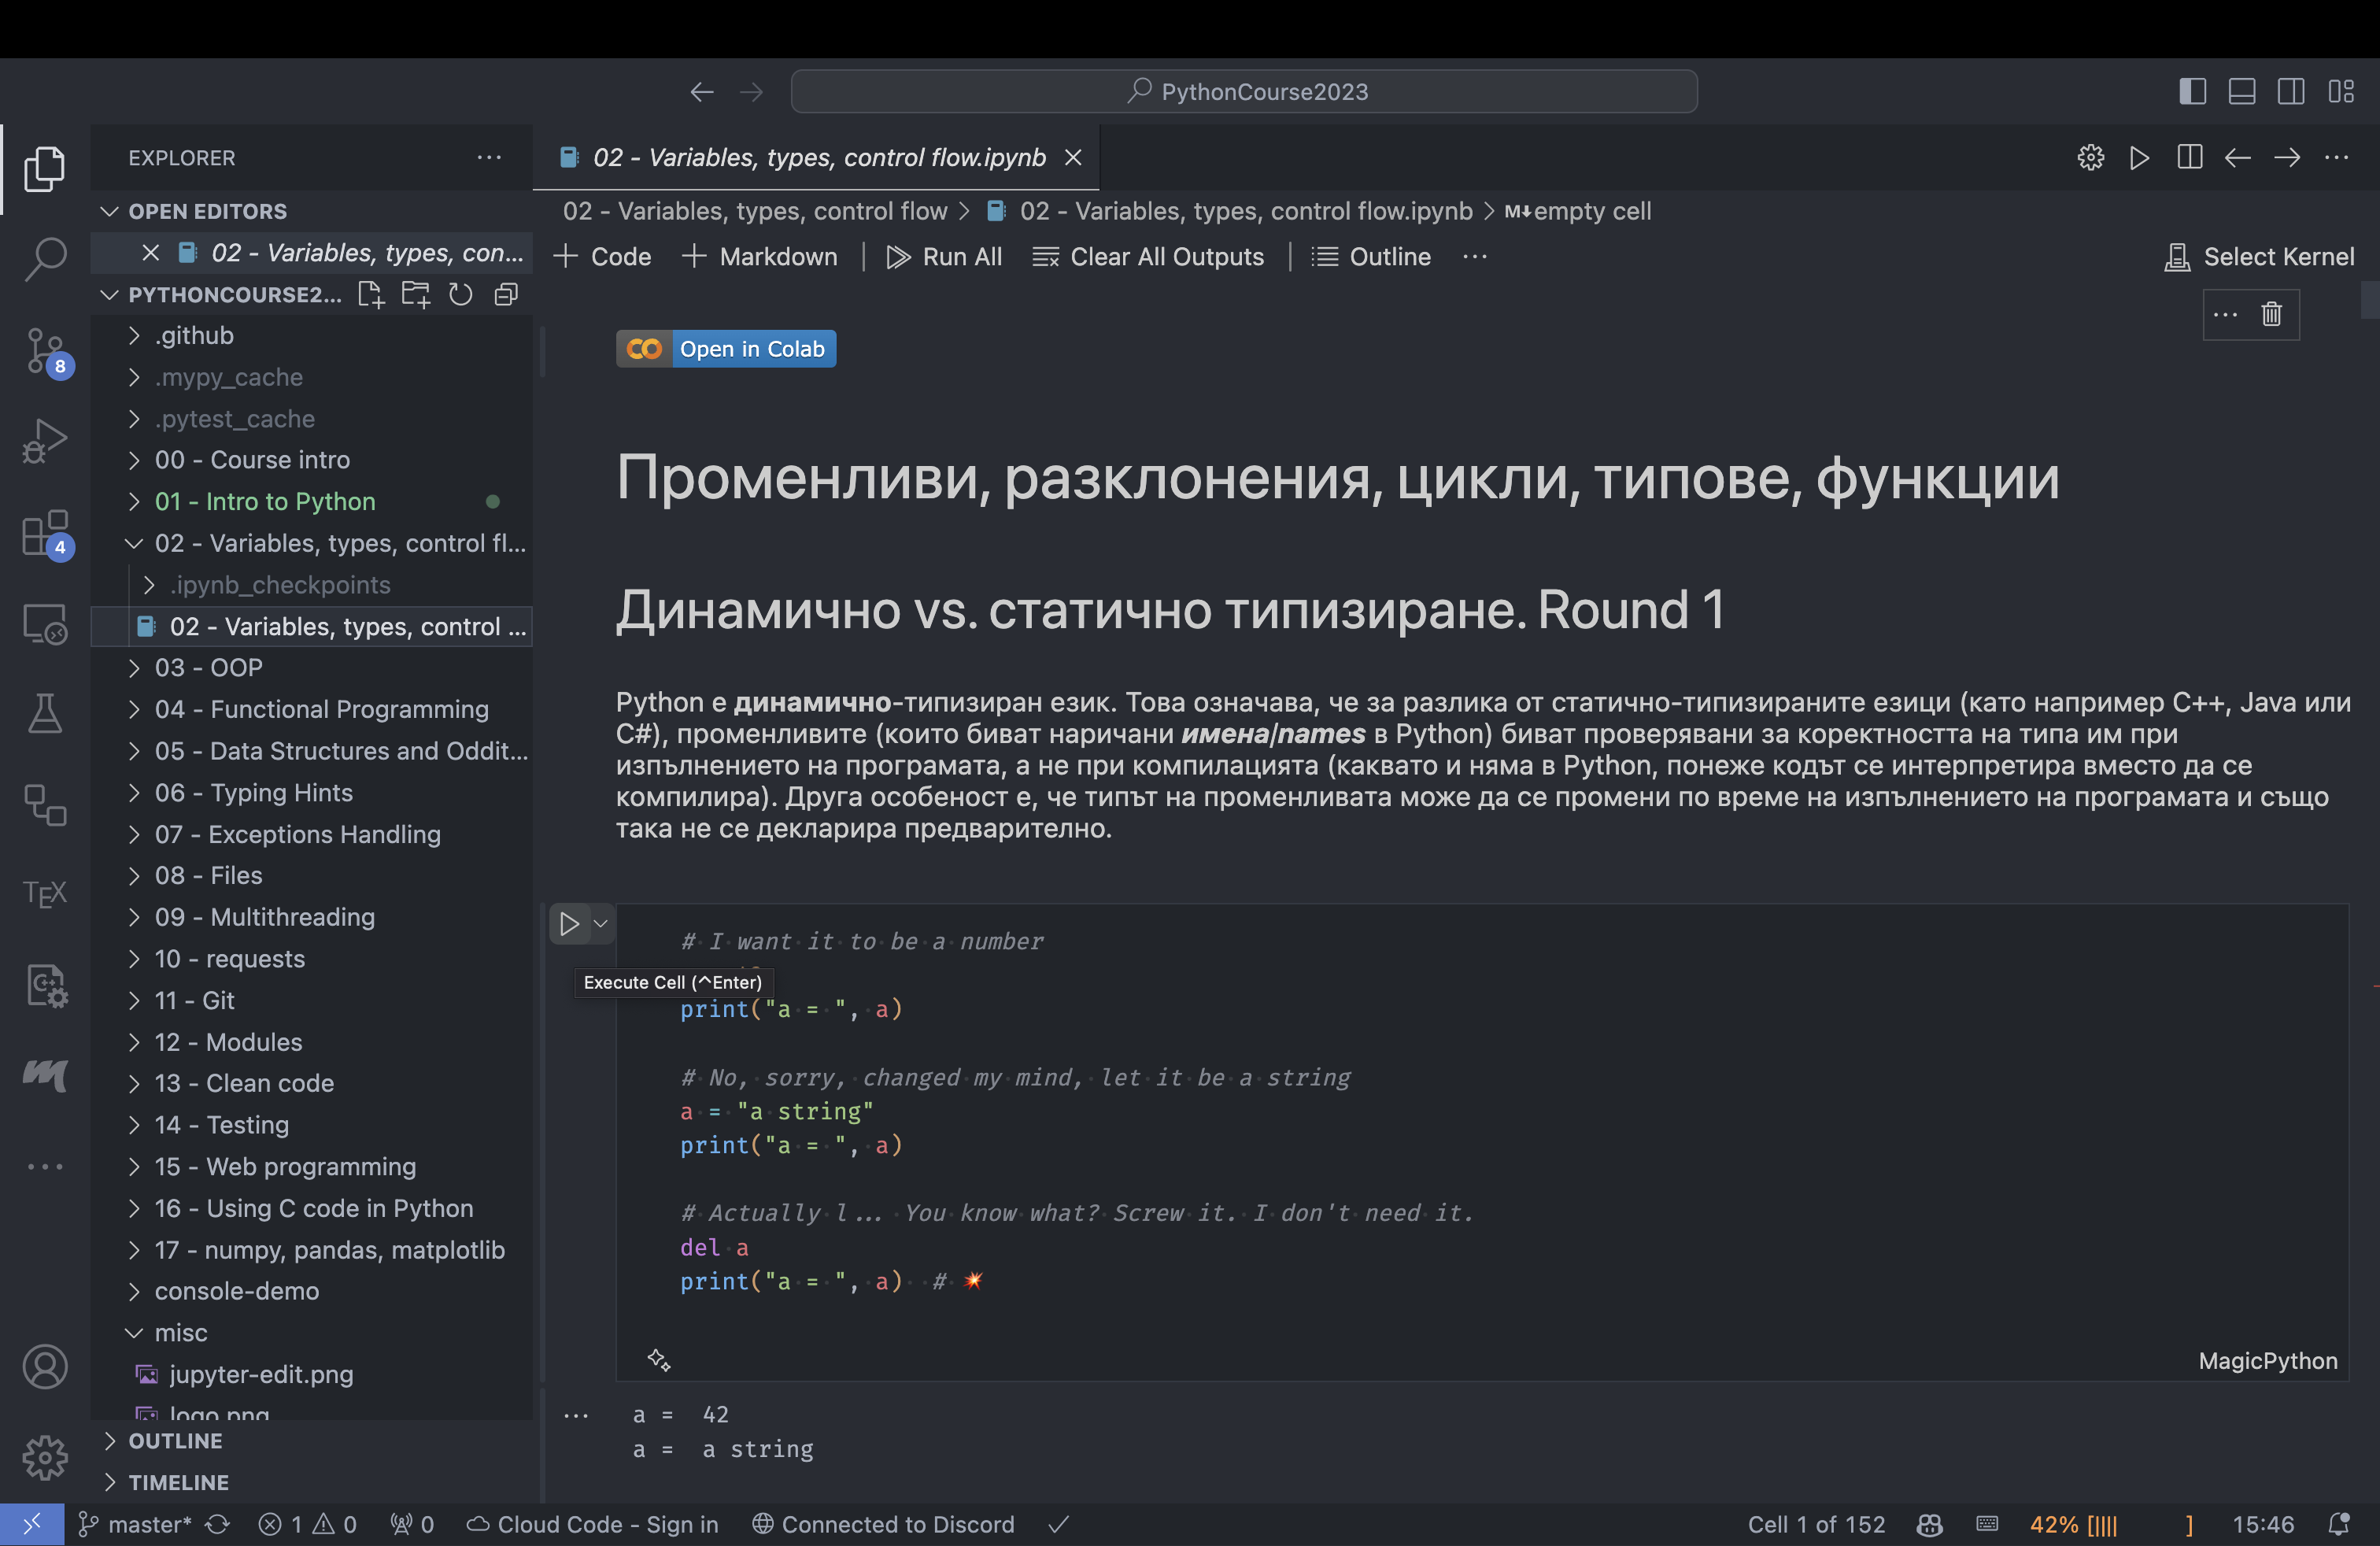 PythonCourse2023
EXPLORER
02 - Variables, types, control flow.ipynb
OPEN EDITORS
02 - Variables, types, con...
PYTHONCOURSE2...
.github
.mypy_cache
.pytest_cache
00 - Course intro
01 - Intro to Python
02 - Variables, types, control fl...
.ipynb_checkpoints
02 - Variables, types, control ...
03 - OOP
04 - Functional Programming
05 - Data Structures and Oddit...
06 - Typing Hints
07 - Exceptions Handling
08 - Files
09 - Multithreading
10 - requests
11 - Git
12 - Modules
13 - Clean code
14 - Testing
15 - Web programming
16 - Using C code in Python
17 - numpy, pandas, matplotlib
console-demo
misc
jupyter-edit.png
logo.png
OUTLINE
TIMELINE
8
4
TEX
C++
02 - Variables, types, control flow > 02 - Variables, types, control flow.ipynb > M↓ empty cell
+ Code + Markdown | Run All Clear All Outputs | Outline ... Select Kernel
Open in Colab
Променливи, разклонения, цикли, типове, функции
Динамично vs. статично типизиране. Round 1
Python е динамично-типизиран език. Това означава, че за разлика от статично-типизираните езици (като например C++, Java или
C#), променливите (които биват наричани имена/names в Python) биват проверявани за коректността на типа им при
изпълнението на програмата, а не при компилацията (каквато и няма в Python, понеже кодът се интерпретира вместо да се
компилира). Друга особеност е, че типът на променливата може да се промени по време на изпълнението на програмата и също
така не се декларира предварително.
# I want it to be a number
Execute Cell (^Enter)
print("a = ", a)
# No, sorry, changed my mind, let it be a string
a = "a string"
print("a = ", a)
# Actually l... You know what? Screw it. I don't need it.
del a
print("a = ", a)  # 💥
MagicPython
a =  42
a =  a string
master* 1 0 0 Cloud Code - Sign in Connected to Discord Cell 1 of 152 42% [|||| ] 15:46